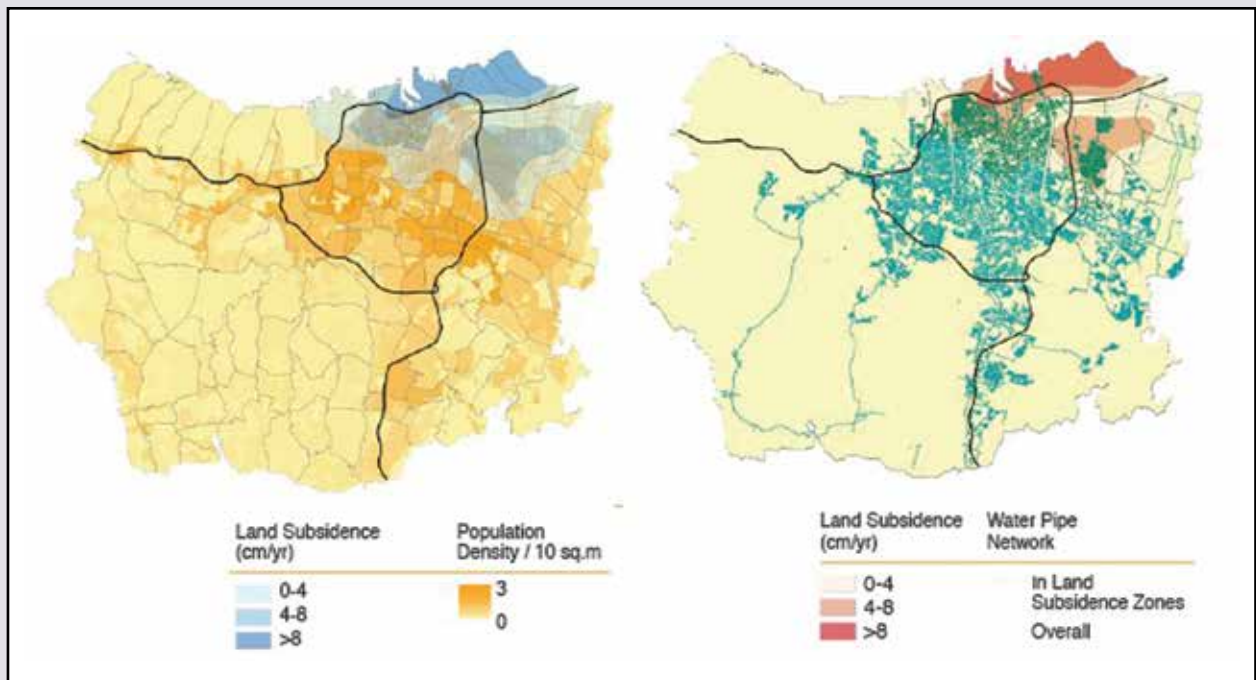 Land Subsidence
(cm/yr)
Population
Density / 10 sq.m
0-4
4-8
>8
3
0
Land Subsidence
(cm/yr)
Water Pipe
Network
0-4
4-8
>8
In Land
Subsidence Zones
Overall